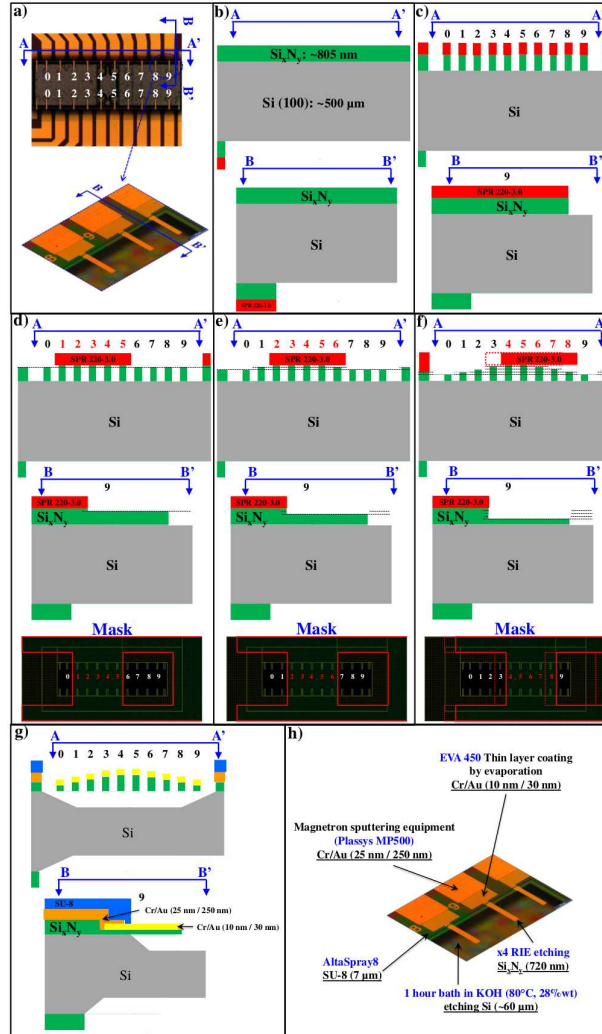 a)
B
A
A'
0 1 2 3 4 5 6 7 8 9
0 1 2 3 4 5 6 7 8 9
B'
B
8
9
B'
b)
A
A'
SixNy: ~805 nm
Si (100): ~500 µm
B
B'
SixNy
Si
SPR 220-3.0
c)
A
A'
0 1 2 3 4 5 6 7 8 9
Si
B
B'
9
SPR 220-3.0
SixNy
Si
d)
A
A'
0 1 2 3 4 5 6 7 8 9
SPR 220-3.0
Si
B
B'
9
SPR 220-3.0
SixNy
Si
Mask
0 1 2 3 4 5 6 7 8 9
e)
A
A'
0 1 2 3 4 5 6 7 8 9
SPR 220-3.0
Si
B
B'
9
SPR 220-3.0
SixNy
Si
Mask
0 1 2 3 4 5 6 7 8 9
f)
A
A'
0 1 2 3 4 5 6 7 8 9
SPR 220-3.0
Si
B
B'
9
SPR 220-3.0
SixNy
Si
Mask
0 1 2 3 4 5 6 7 8 9
g)
A
A'
0 1 2 3 4 5 6 7 8 9
Si
B
B'
SU-8
9
Cr/Au (25 nm / 250 nm)
SixNy
Cr/Au (10 nm / 30 nm)
Si
h)
EVA 450 Thin layer coating
by evaporation
Cr/Au (10 nm / 30 nm)
Magnetron sputtering equipment
(Plassys MP500)
Cr/Au (25 nm / 250 nm)
8
9
AltaSpray8
SU-8 (7 µm)
x4 RIE etching
SixNy (720 nm)
1 hour bath in KOH (80°C, 28%wt)
etching Si (~60 µm)